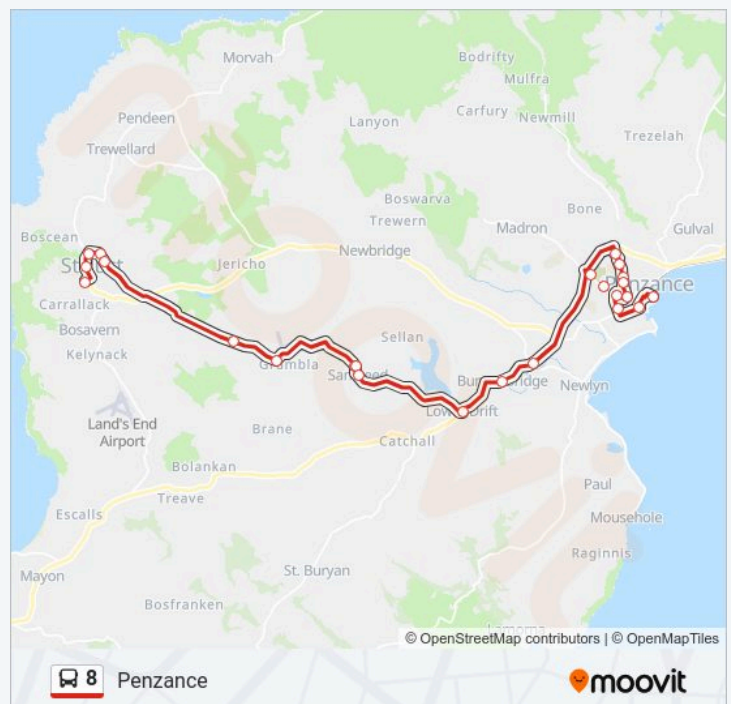 Morvah
Bodrifty
Mulfra
Pendeen
Lanyon
Carfury
Newmill
Trewellard
Trezelah
Boswarva
Bone
Trewern
Madron
Gulval
Boscean
Newbridge
Jericho
Penzance
Carrallack
Bosavern
Sellan
Kelynack
Newlyn
Land's End
Airport
Brane
Catchall
Bolankan
Treave
Paul
Escalls
Mousehole
Raginnis
St. Buryan
Mayon
Bosfranken
Lamorna
© OpenStreetMap contributors | © OpenMapTiles
8 Penzance
moovit